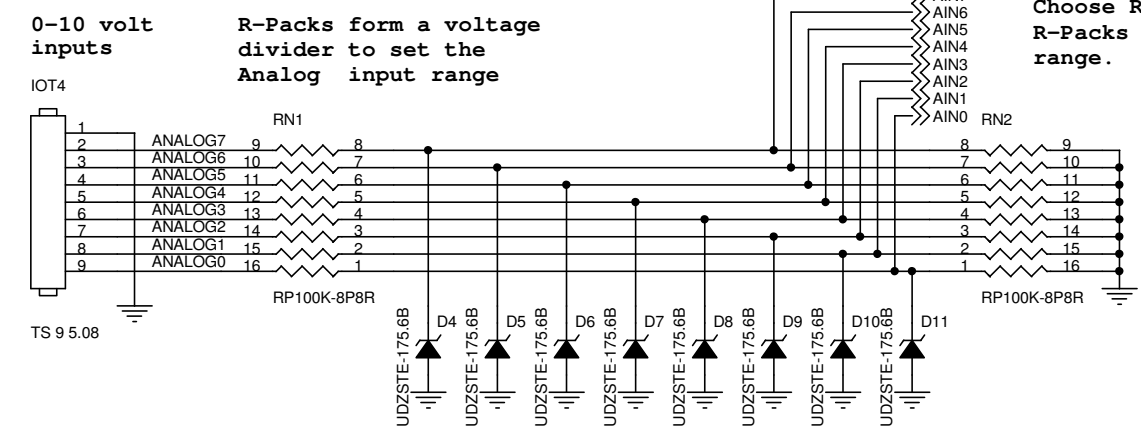 0-10 volt
inputs
R-Packs form a voltage
divider to set the
Analog input range
AIN6
AIN5
AIN4
AIN3
AIN2
AIN1
AIN0
Choose R
R-Packs
range.
IOT4
RN1
RN2
1
2 ANALOG7 9 8 8 9
3 ANALOG6 10 7 7 10
4 ANALOG5 11 6 6 11
5 ANALOG4 12 5 5 12
6 ANALOG3 13 4 4 13
7 ANALOG2 14 3 3 14
8 ANALOG1 15 2 2 15
9 ANALOG0 16 1 1 16
RP100K-8P8R
RP100K-8P8R
TS 9 5.08
UDZSTE-175.6B D4
UDZSTE-175.6B D5
UDZSTE-175.6B D6
UDZSTE-175.6B D7
UDZSTE-175.6B D8
UDZSTE-175.6B D9
UDZSTE-175.6B D10
UDZSTE-175.6B D11